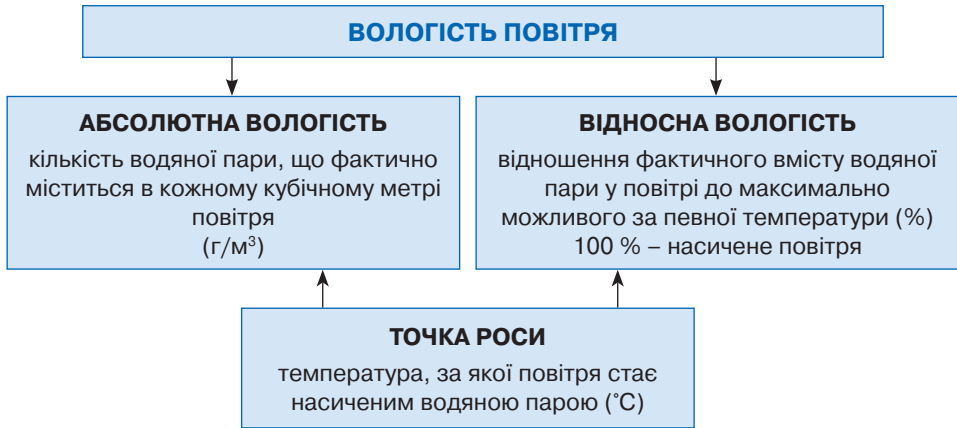 ВОЛОГІСТЬ ПОВІТРЯ
АБСОЛЮТНА ВОЛОГІСТЬ
кількість водяної пари, що фактично
міститься в кожному кубічному метрі
повітря
(г/м³)
ВІДНОСНА ВОЛОГІСТЬ
відношення фактичного вмісту водяної
пари у повітрі до максимально
можливого за певної температури (%)
100 % – насичене повітря
ТОЧКА РОСИ
температура, за якої повітря стає
насиченим водяною парою (˚С)